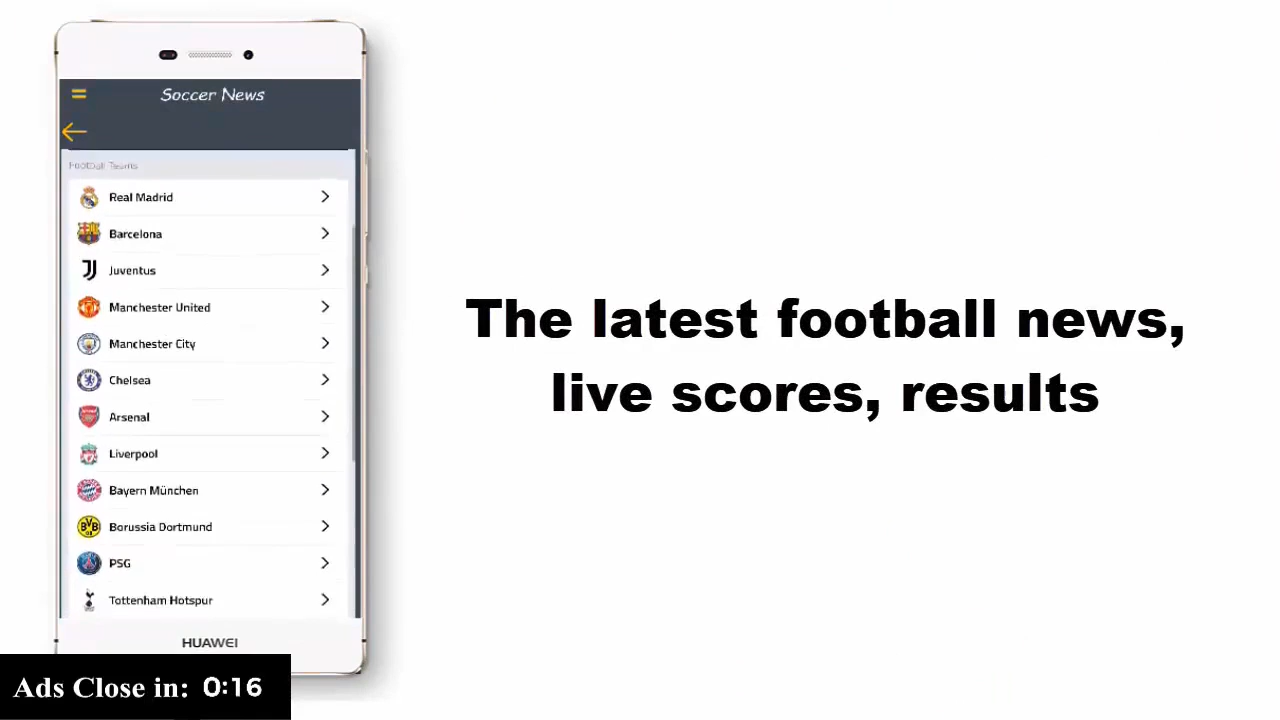 Soccer News
Football Teams
Real Madrid
Barcelona
Juventus
Manchester United
Manchester City
Chelsea
Arsenal
Liverpool
Bayern München
Borussia Dortmund
PSG
Tottenham Hotspur
HUAWEI
The latest football news,
live scores, results
Ads Close in: 0:16